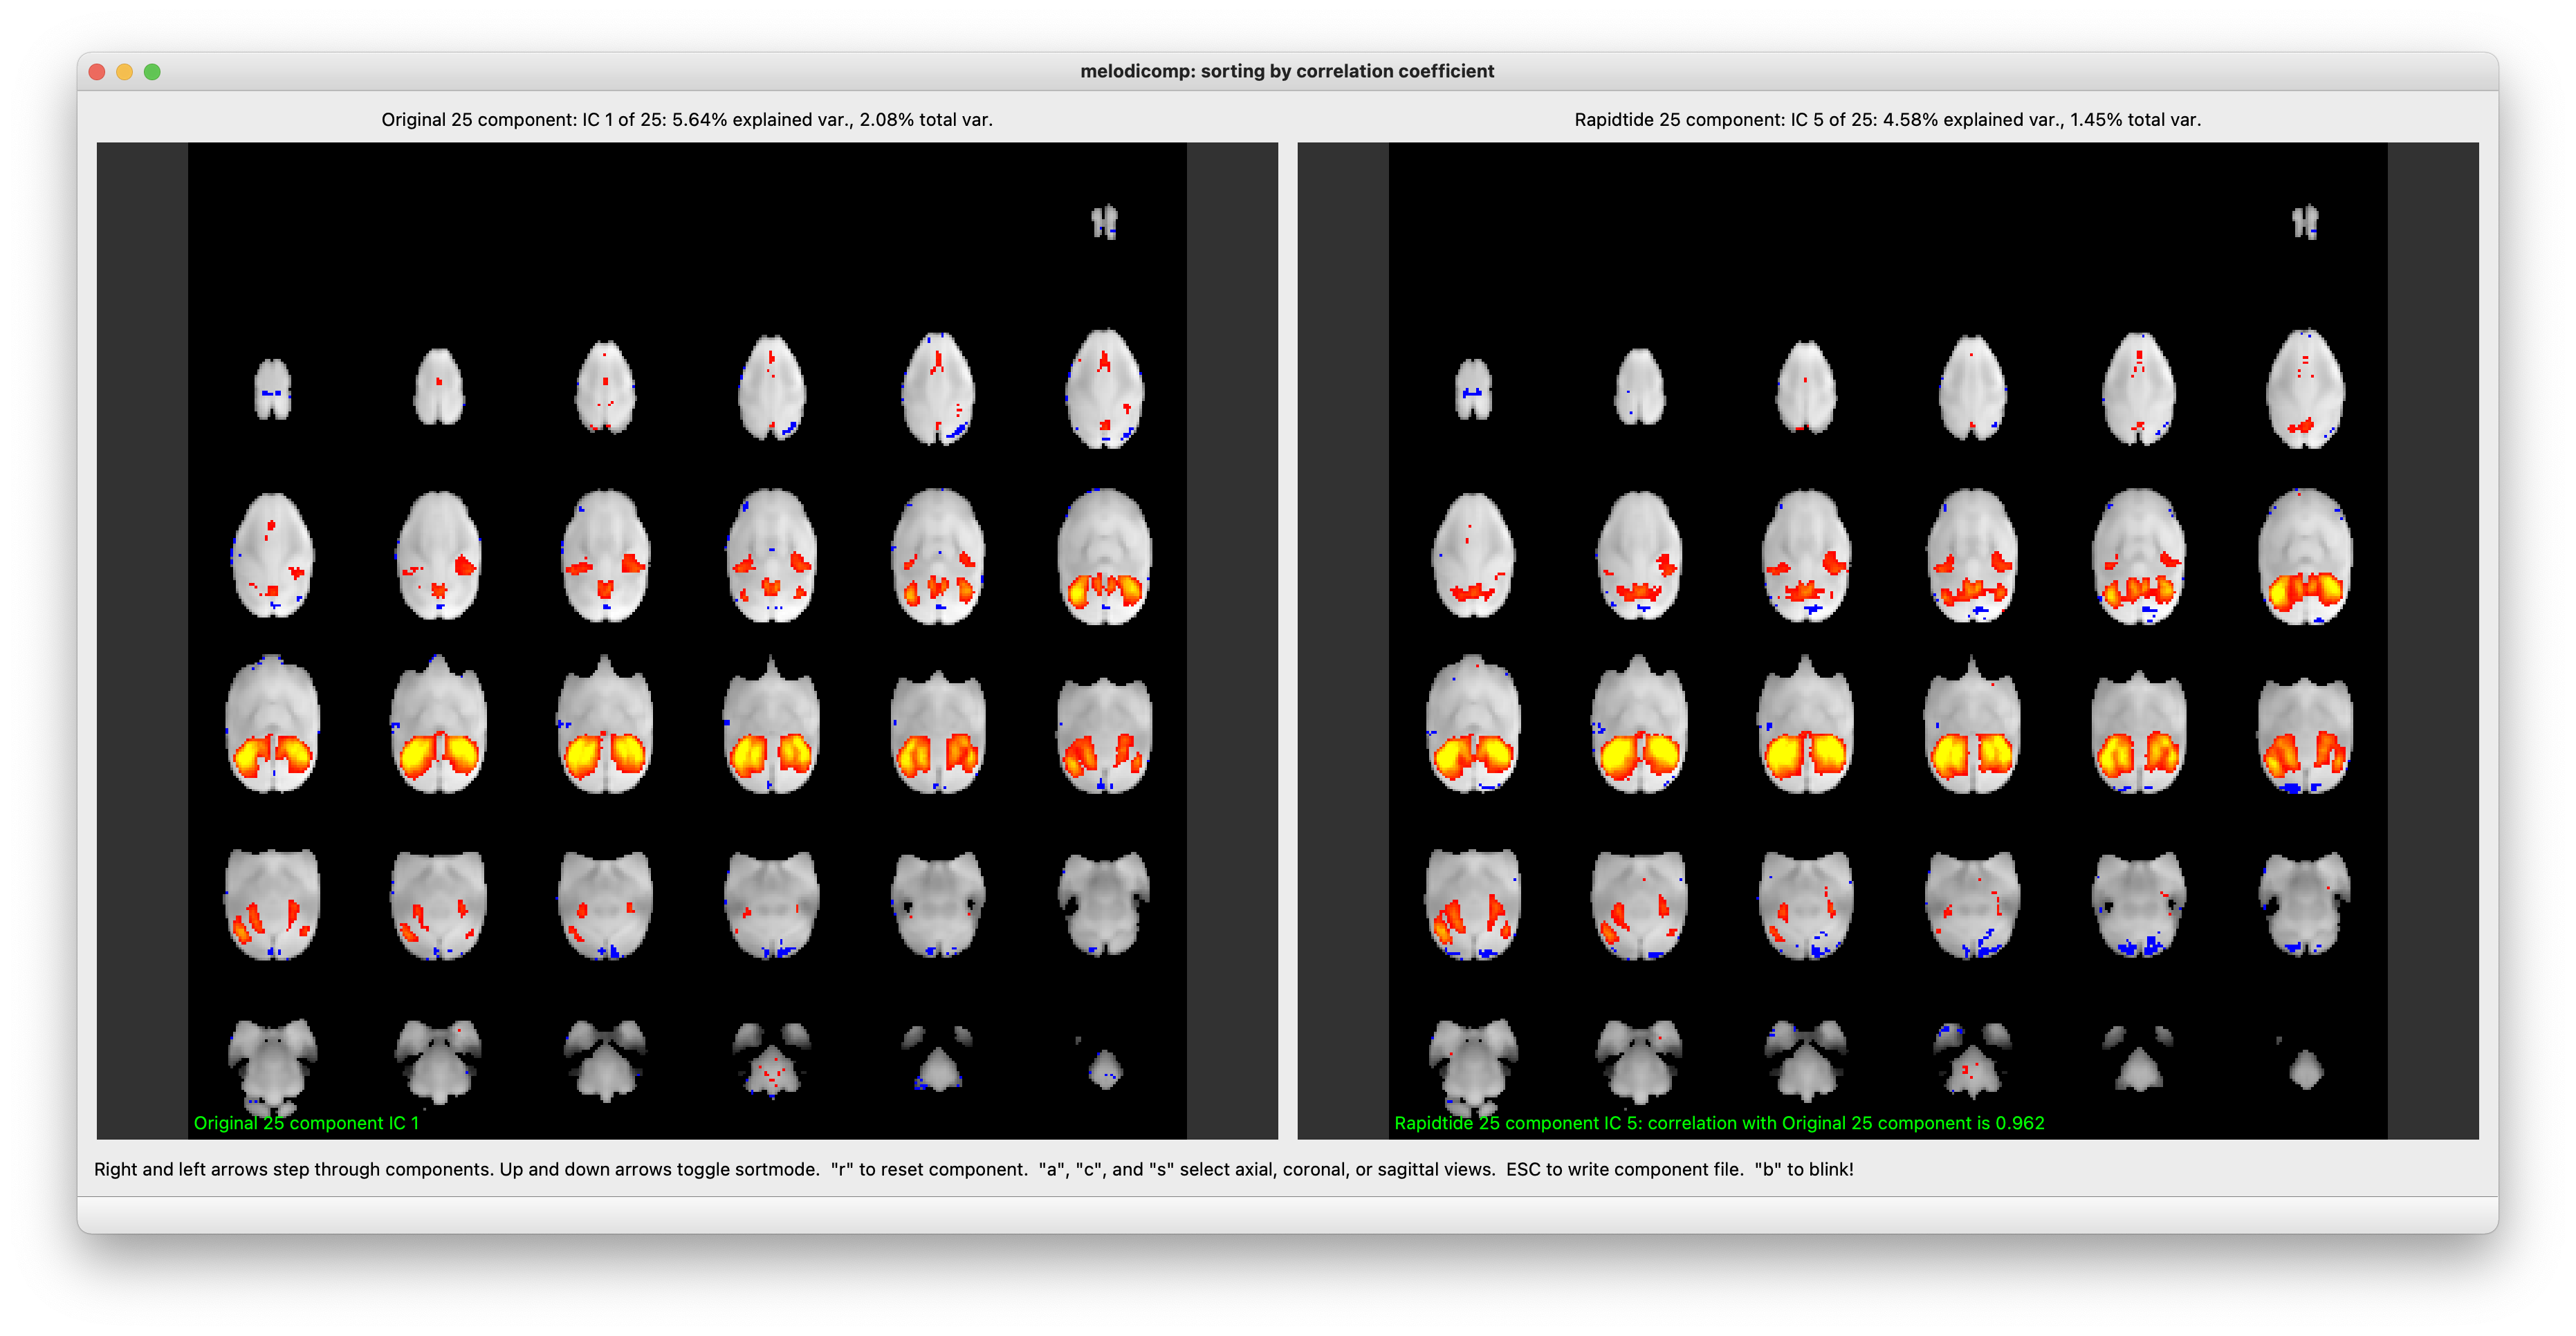 melodicomp: sorting by correlation coefficient
Original 25 component: IC 1 of 25: 5.64% explained var., 2.08% total var.
Rapidtide 25 component: IC 5 of 25: 4.58% explained var., 1.45% total var.
Original 25 component IC 1
Rapidtide 25 component IC 5: correlation with Original 25 component is 0.962
Right and left arrows step through components. Up and down arrows toggle sortmode.  "r" to reset component.  "a", "c", and "s" select axial, coronal, or sagittal views.  ESC to write component file.  "b" to blink!